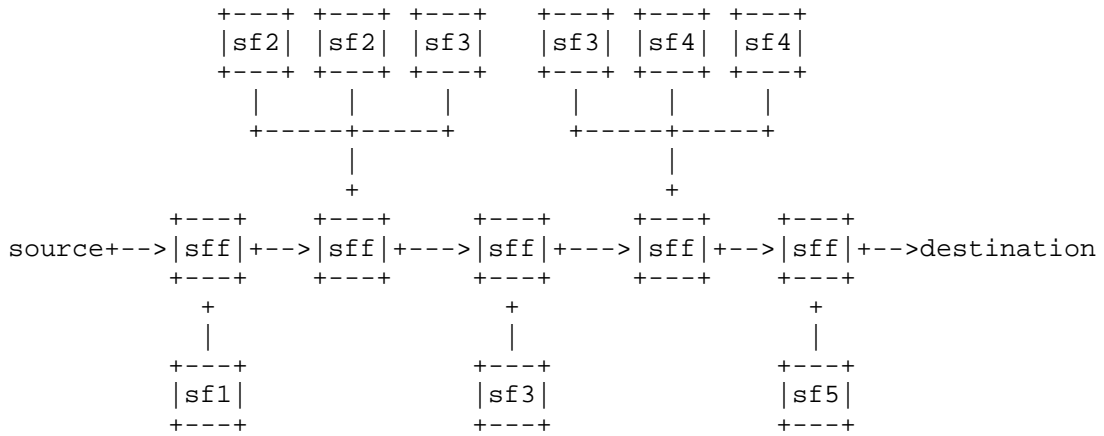 +---+ +---+ +---+   +---+ +---+ +---+
|sf2| |sf2| |sf3|   |sf3| |sf4| |sf4|
+---+ +---+ +---+   +---+ +---+ +---+
|     |     |       |     |     |
+-----+-----+       +-----+-----+
|                   |
+                   +
+---+    +---+     +---+     +---+    +---+
source+-->|sff|+-->|sff|+--->|sff|+--->|sff|+-->|sff|+-->destination
+---+    +---+     +---+     +---+    +---+
+                  +                  +
|                  |                  |
+---+              +---+              +---+
|sf1|              |sf3|              |sf5|
+---+              +---+              +---+